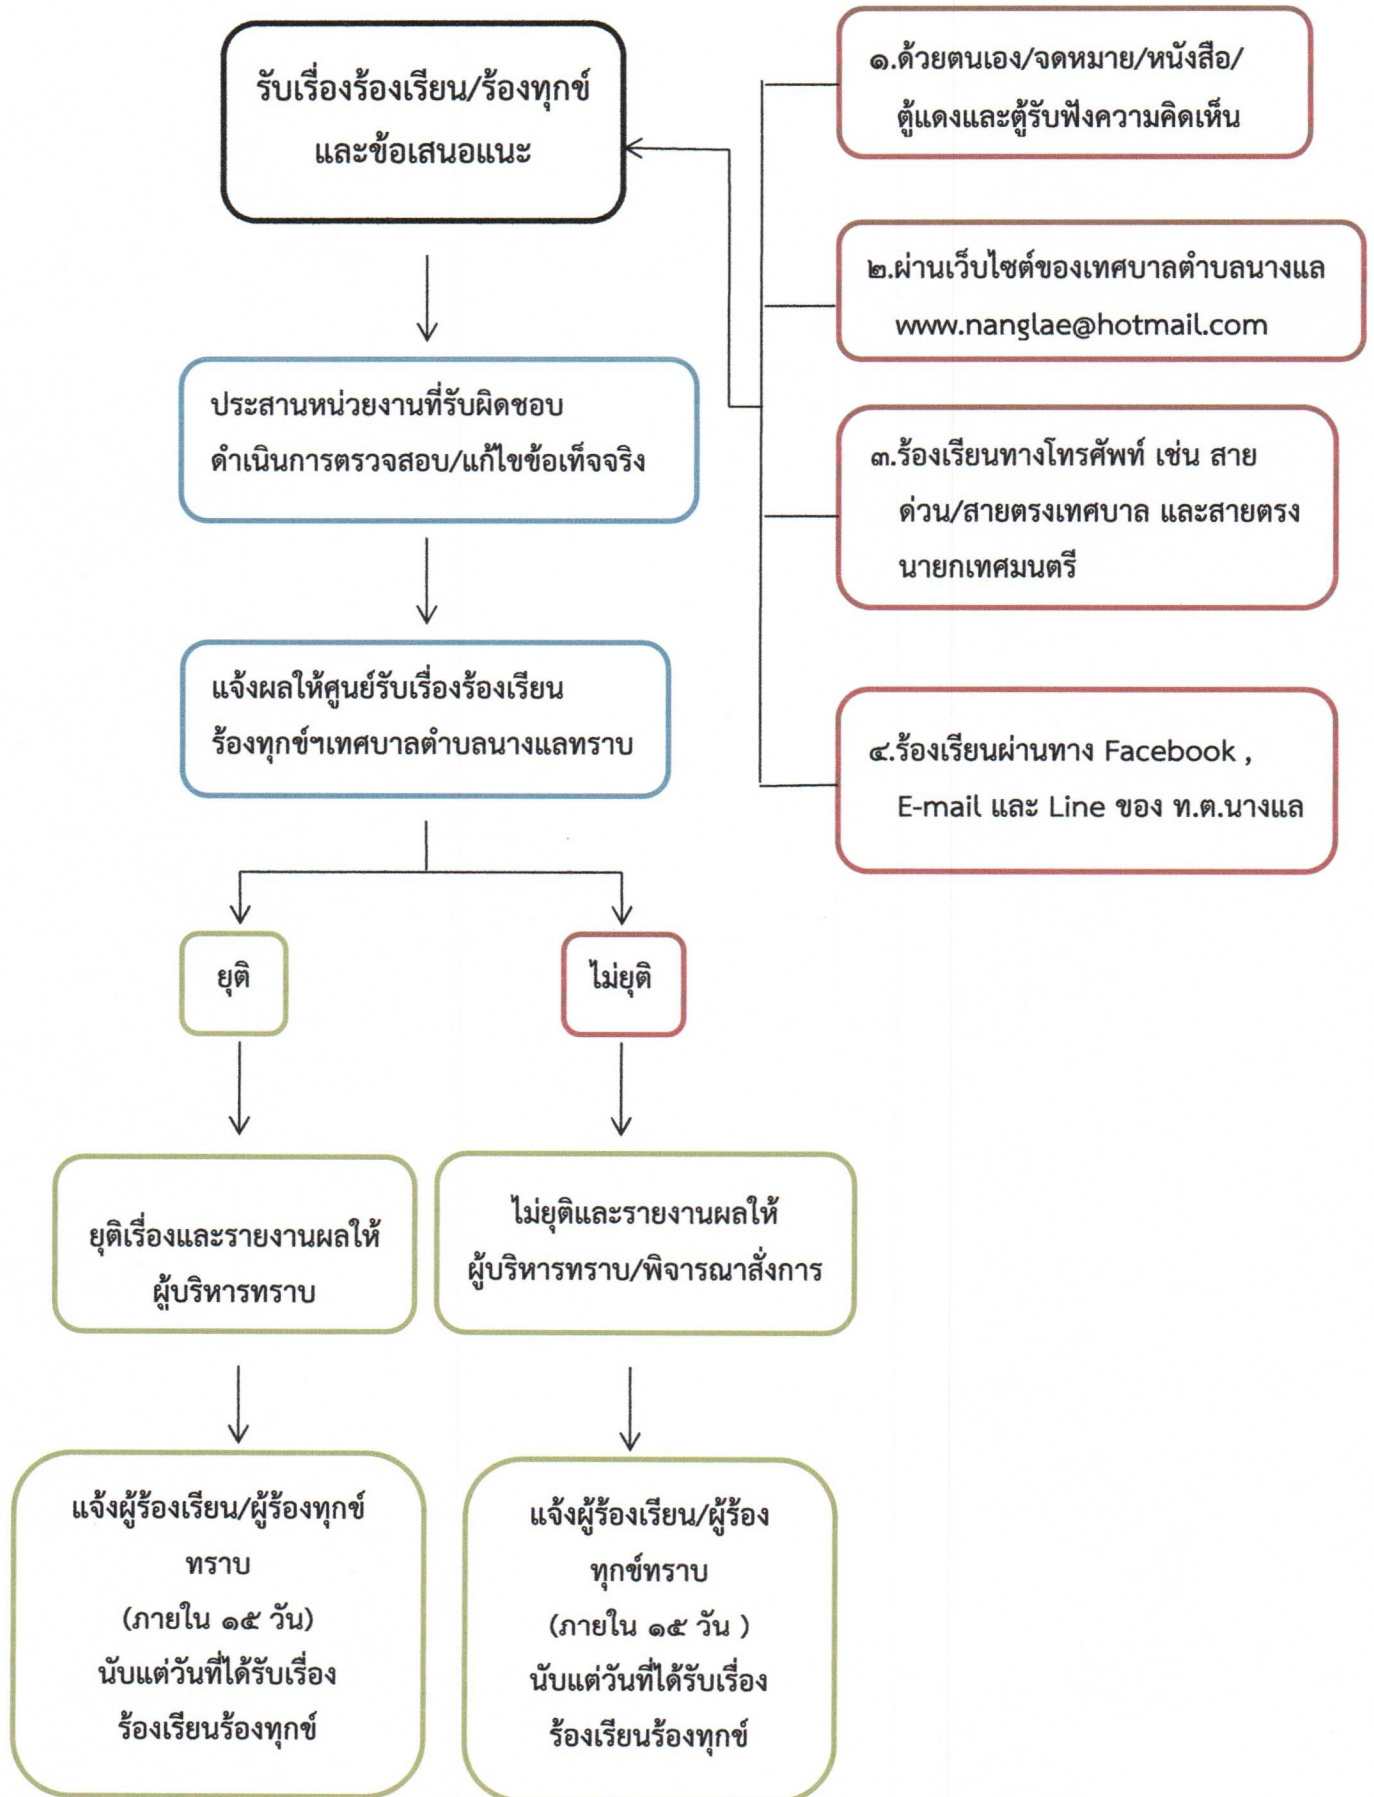 รับเรื่องร้องเรียน/ร้องทุกข์
และข้อเสนอแนะ
๑.ด้วยตนเอง/จดหมาย/หนังสือ/
ตู้แดงและตู้รับฟังความคิดเห็น
๒.ผ่านเว็บไซต์ของเทศบาลตำบลนางแล
www.nanglae@hotmail.com
๓.ร้องเรียนทางโทรศัพท์ เช่น สาย
ด่วน/สายตรงเทศบาล และสายตรง
นายกเทศมนตรี
๔.ร้องเรียนผ่านทาง Facebook ,
E-mail และ Line ของ ท.ต.นางแล
ประสานหน่วยงานที่รับผิดชอบ
ดำเนินการตรวจสอบ/แก้ไขข้อเท็จจริง
แจ้งผลให้ศูนย์รับเรื่องร้องเรียน
ร้องทุกข์ฯเทศบาลตำบลนางแลทราบ
ยุติ
ไม่ยุติ
ยุติเรื่องและรายงานผลให้
ผู้บริหารทราบ
ไม่ยุติและรายงานผลให้
ผู้บริหารทราบ/พิจารณาสั่งการ
แจ้งผู้ร้องเรียน/ผู้ร้องทุกข์
ทราบ
(ภายใน ๑๕ วัน)
นับแต่วันที่ได้รับเรื่อง
ร้องเรียนร้องทุกข์
แจ้งผู้ร้องเรียน/ผู้ร้อง
ทุกข์ทราบ
(ภายใน ๑๕ วัน )
นับแต่วันที่ได้รับเรื่อง
ร้องเรียนร้องทุกข์